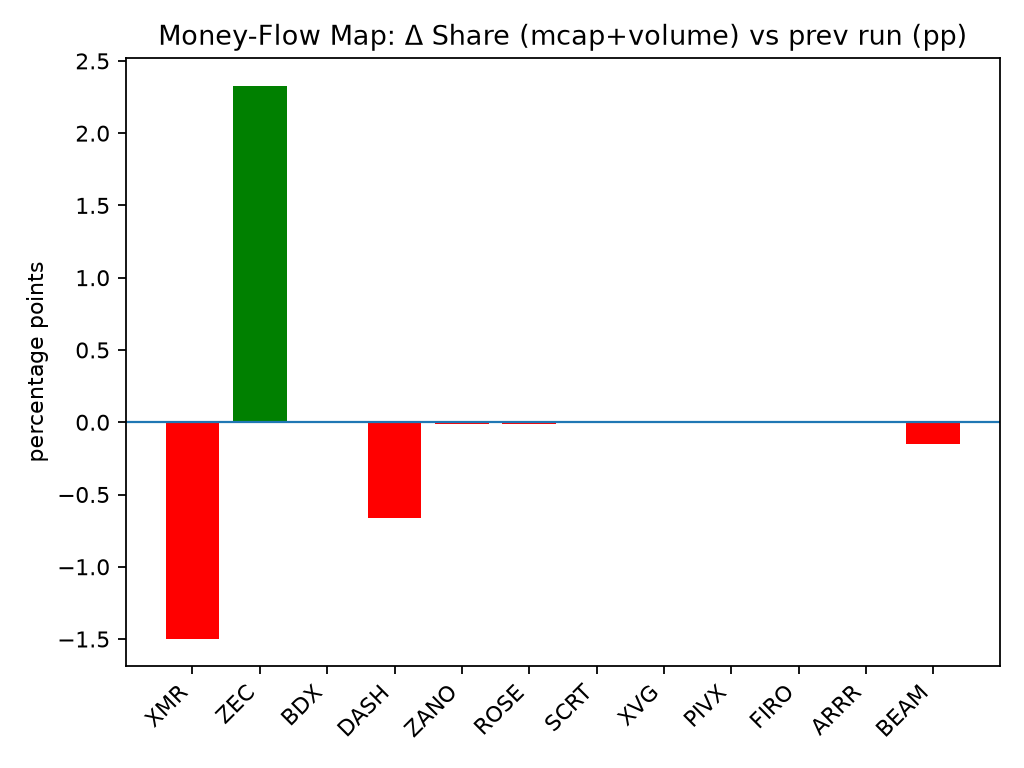 Money-Flow Map: Δ Share (mcap+volume) vs prev run (pp)
percentage points
2.5
2.0
1.5
1.0
0.5
0.0
−0.5
−1.0
−1.5
XMR
ZEC
BDX
DASH
ZANO
ROSE
SCRT
XVG
PIVX
FIRO
ARRR
BEAM